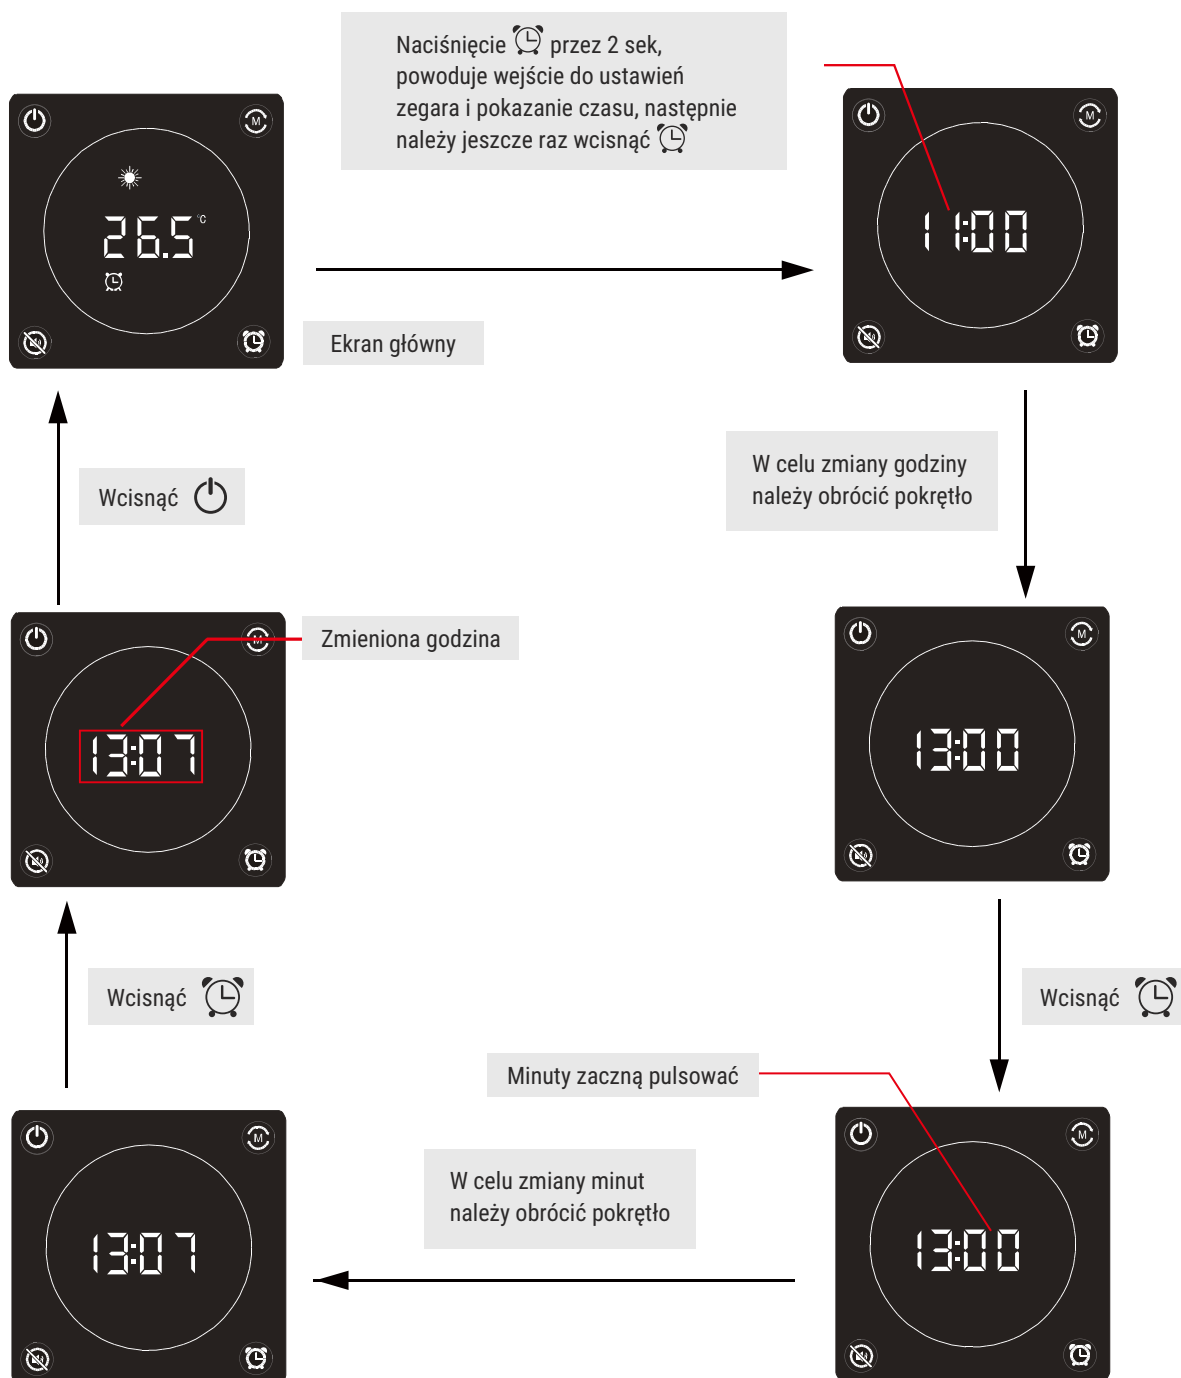 Naciśnięcie przez 2 sek,
powoduje wejście do ustawień
zegara i pokazanie czasu, następnie
należy jeszcze raz wcisnąć
M
26.5 °C
M
11:00
Ekran główny
W celu zmiany godziny
należy obrócić pokrętło
Wcisnąć
Zmieniona godzina
M
13:07
M
13:00
Wcisnąć
Wcisnąć
Minuty zaczną pulsować
W celu zmiany minut
należy obrócić pokrętło
M
13:07
M
13:00